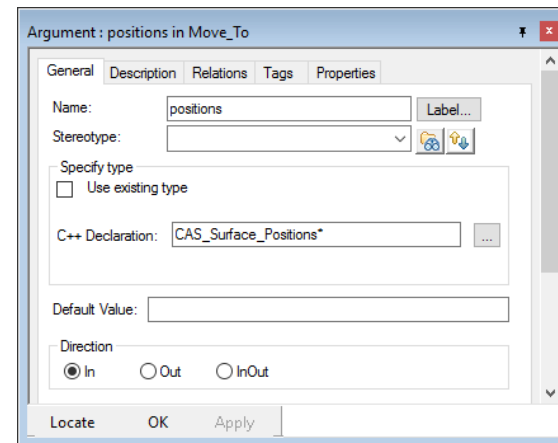 Argument : positions in Move_To
General Description Relations Tags Properties
Name: positions Label...
Stereotype:
Specify type
Use existing type
C++ Declaration: CAS_Surface_Positions* ...
Default Value:
Direction
In Out InOut
Locate OK Apply